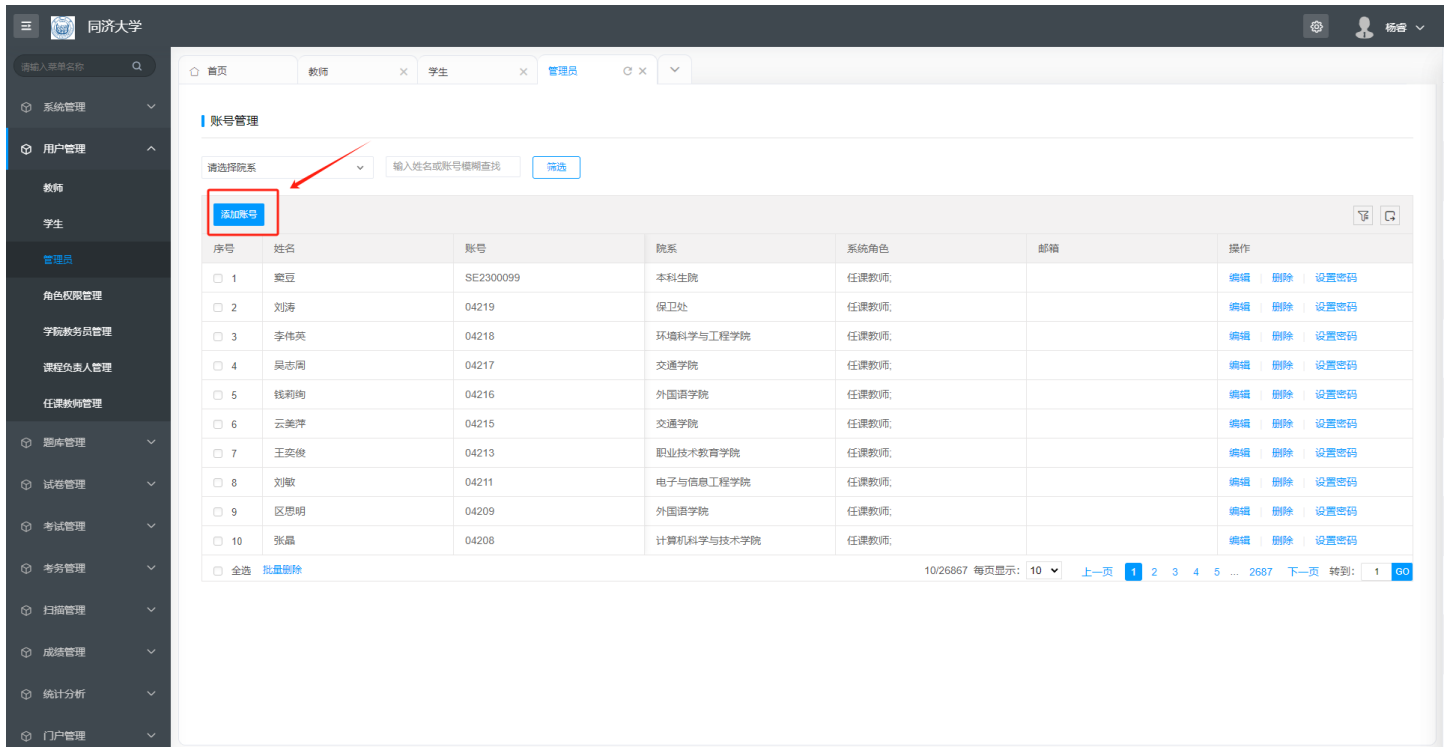 同济大学
杨睿
请输入菜单名称
首页 教师 学生 管理员
系统管理
账号管理
用户管理
请选择院系 输入姓名或账号模糊查找 筛选
教师
添加账号
学生
序号 姓名 账号 院系 系统角色 邮箱 操作
管理员
1 窦豆 SE2300099 本科生院 任课教师; 编辑 删除 设置密码
角色权限管理
2 刘涛 04219 保卫处 任课教师; 编辑 删除 设置密码
学院教务员管理
3 李伟英 04218 环境科学与工程学院 任课教师; 编辑 删除 设置密码
课程负责人管理
4 吴志周 04217 交通学院 任课教师; 编辑 删除 设置密码
任课教师管理
5 钱莉绚 04216 外国语学院 任课教师; 编辑 删除 设置密码
6 云美萍 04215 交通学院 任课教师; 编辑 删除 设置密码
题库管理
7 王奕俊 04213 职业技术教育学院 任课教师; 编辑 删除 设置密码
试卷管理
8 刘敏 04211 电子与信息工程学院 任课教师; 编辑 删除 设置密码
9 区思明 04209 外国语学院 任课教师; 编辑 删除 设置密码
考试管理
10 张晶 04208 计算机科学与技术学院 任课教师; 编辑 删除 设置密码
考务管理
全选 批量删除 10/26867 每页显示: 10 上一页 1 2 3 4 5 ... 2687 下一页 转到: 1 GO
扫描管理
成绩管理
统计分析
门户管理